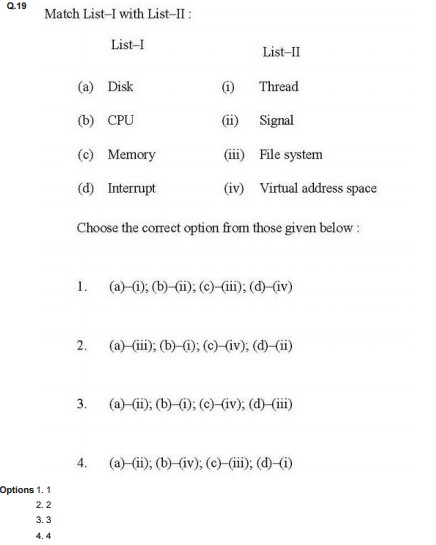 Q.19 Match List–I with List–II :
List–I List–II
(a) Disk (i) Thread
(b) CPU (ii) Signal
(c) Memory (iii) File system
(d) Interrupt (iv) Virtual address space
Choose the correct option from those given below :
1. (a)–(i); (b)–(ii); (c)–(iii); (d)–(iv)
2. (a)–(iii); (b)–(i); (c)–(iv); (d)–(ii)
3. (a)–(ii); (b)–(i); (c)–(iv); (d)–(iii)
4. (a)–(ii); (b)–(iv); (c)–(iii); (d)–(i)
Options 1. 1
2. 2
3. 3
4. 4